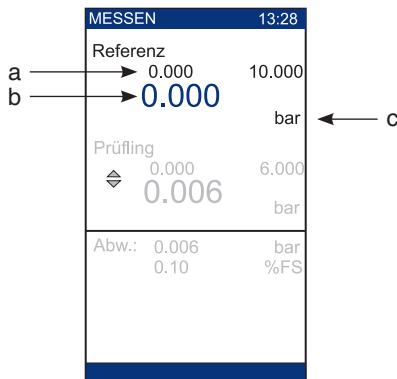 MESSEN 13:28
Referenz
a 0.000 10.000
b 0.000
bar c
Prüfling
0.000 6.000
0.006
bar
Abw.: 0.006 bar
0.10 %FS